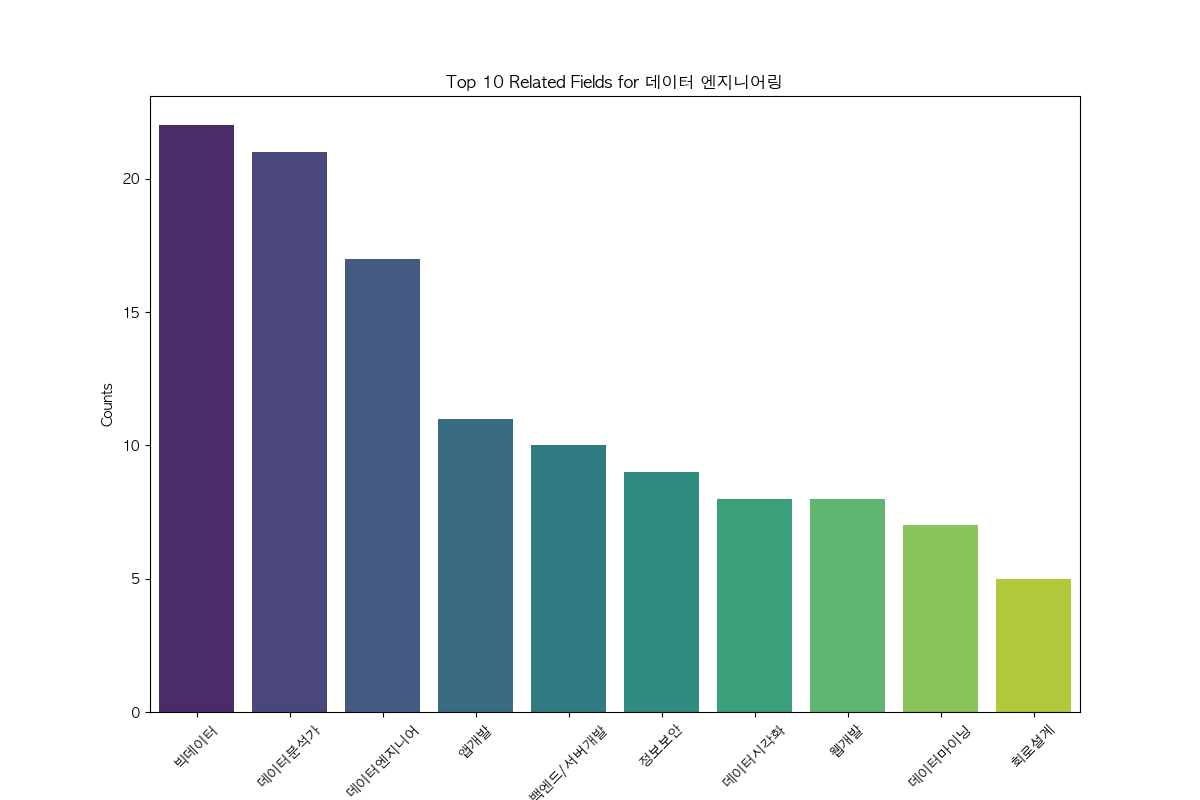 Top 10 Related Fields for 데이터 엔지니어링
Counts
20
15
10
5
0
빅데이터
데이터분석가
데이터엔지니어
앱개발
백엔드/서버개발
정보보안
데이터시각화
웹개발
데이터마이닝
회로설계